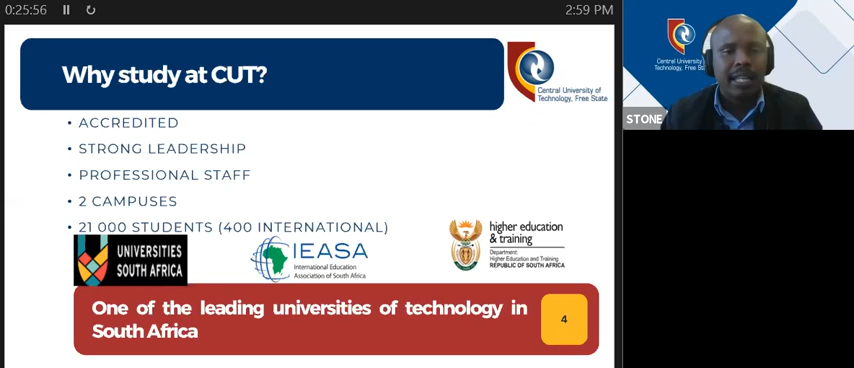 0:25:56
2:59 PM
Why study at CUT?
Central University of
Technology, Free State
• ACCREDITED
• STRONG LEADERSHIP
• PROFESSIONAL STAFF
• 2 CAMPUSES
• 21 000 STUDENTS (400 INTERNATIONAL)
UNIVERSITIES
SOUTH AFRICA
IEASA
International Education
Association of South Africa
higher education
& training
Department:
Higher Education and Training
REPUBLIC OF SOUTH AFRICA
One of the leading universities of technology in
South Africa
4
Central University
Technology, Free Stat
STONE